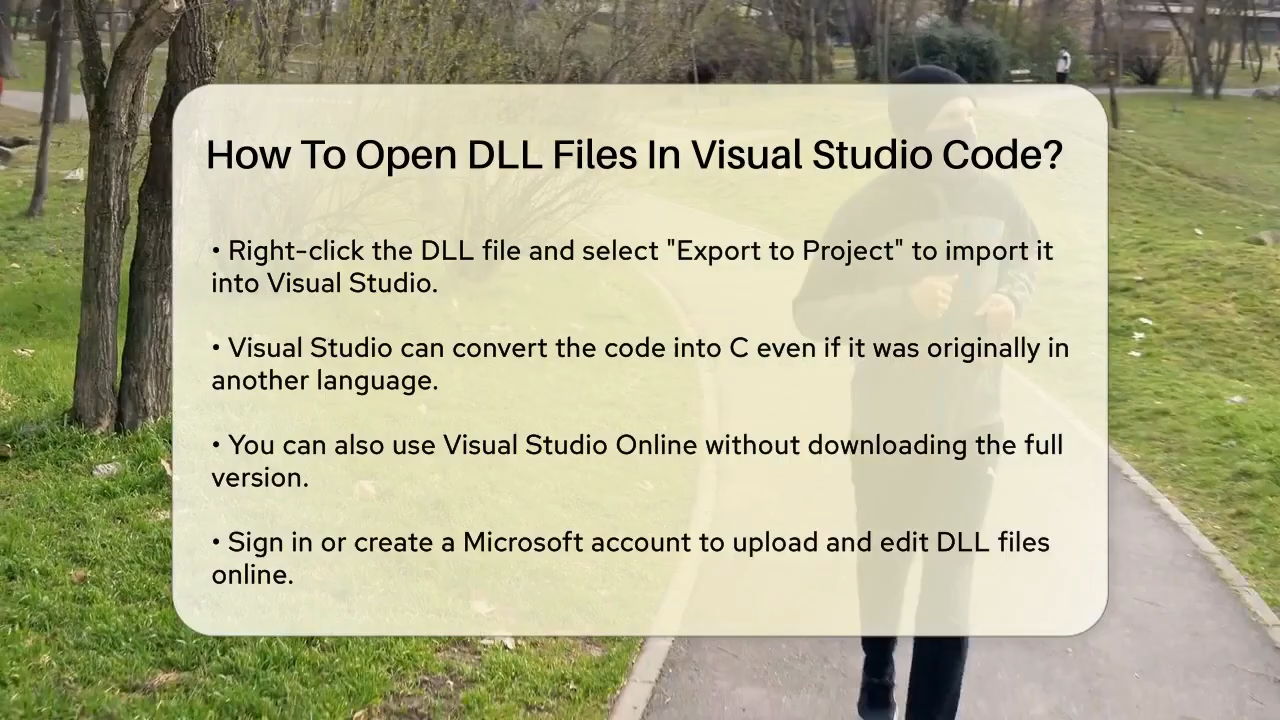 How To Open DLL Files In Visual Studio Code?
• Right-click the DLL file and select "Export to Project" to import it
into Visual Studio.
• Visual Studio can convert the code into C even if it was originally in
another language.
• You can also use Visual Studio Online without downloading the full
version.
• Sign in or create a Microsoft account to upload and edit DLL files
online.